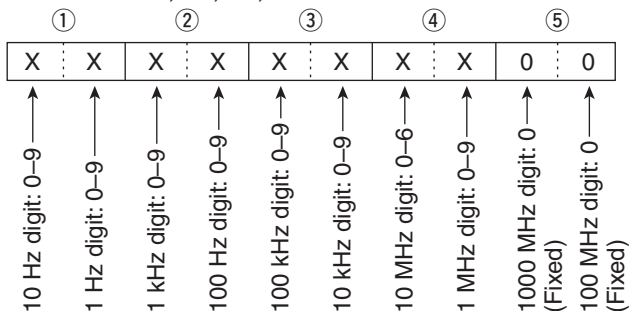 ① ② ③ ④ ⑤
X X X X X X X X 0 0
10 Hz digit: 0–9
1 Hz digit: 0–9
1 kHz digit: 0–9
100 Hz digit: 0–9
100 kHz digit: 0–9
10 kHz digit: 0–9
10 MHz digit: 0–6
1 MHz digit: 0–9
1000 MHz digit: 0
(Fixed)
100 MHz digit: 0
(Fixed)